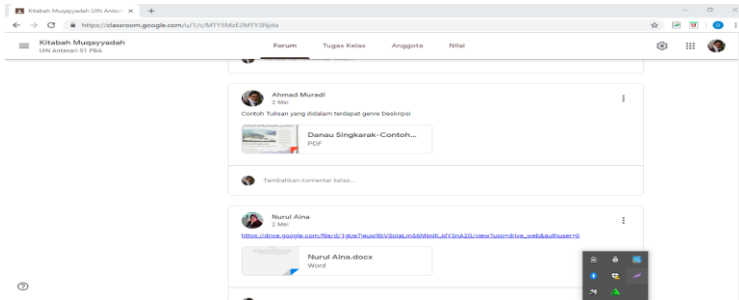 Kitabah Muqayyadah UIN Antas
https://classroom.google.com/u/1/c/MTY5MzE2MTY3Njda
Kitabah Muqayyadah
UIN Antasari S1 PBA
Forum Tugas Kelas Anggota Nilai
Ahmad Muradi
2 Mei
Contoh Tulisan yang didalam terdapat genre Deskripsi
Danau Singkarak-Contoh...
PDF
Tambahkan komentar kelas...
Nurul Aina
2 Mei
Nurul Aina.docx
Word